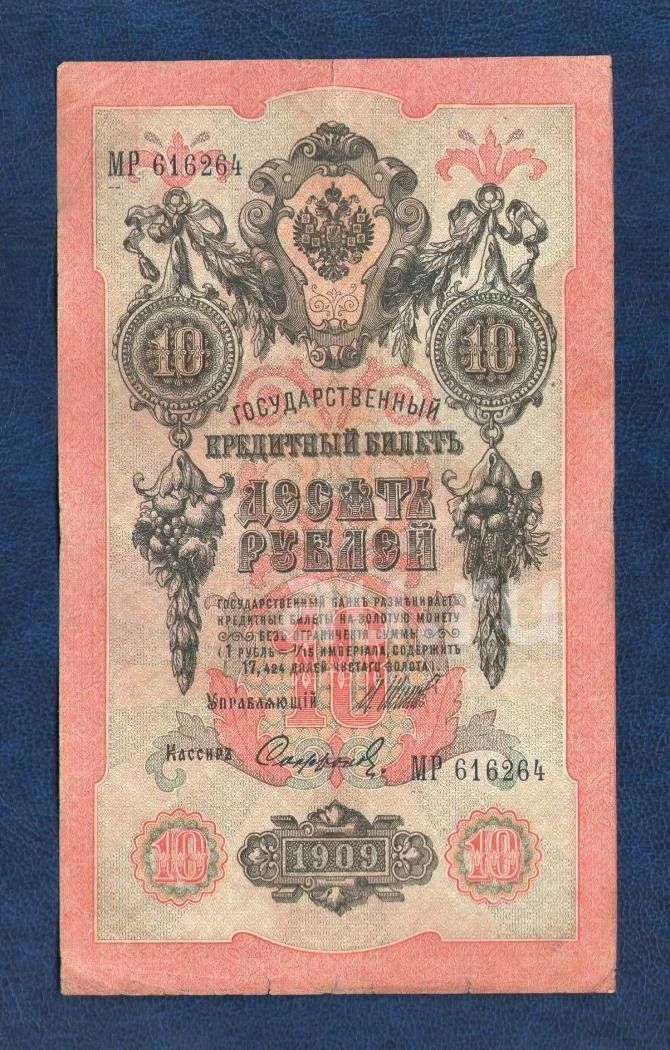 МР 616264
10 10
ГОСУДАРСТВЕННЫЙ
КРЕДИТНЫЙ БИЛЕТЪ
ДЕСЯТЬ
РУБЛЕЙ
ГОСУДАРСТВЕННЫЙ БАНКЪ РАЗМѢНИВАЕТЪ
КРЕДИТНЫЕ БИЛЕТЫ НА ЗОЛОТУЮ МОНЕТУ
БЕЗЪ ОГРАНИЧЕНІЯ СУММЫ
(1 РУБЛЬ = 1/15 ИМПЕРІАЛА, СОДЕРЖИТЪ
17,424 ДОЛЕЙ ЧИСТАГО ЗОЛОТА).
10
УПРАВЛЯЮЩІЙ
КАССИРЪ
МР 616264
10 1909 10